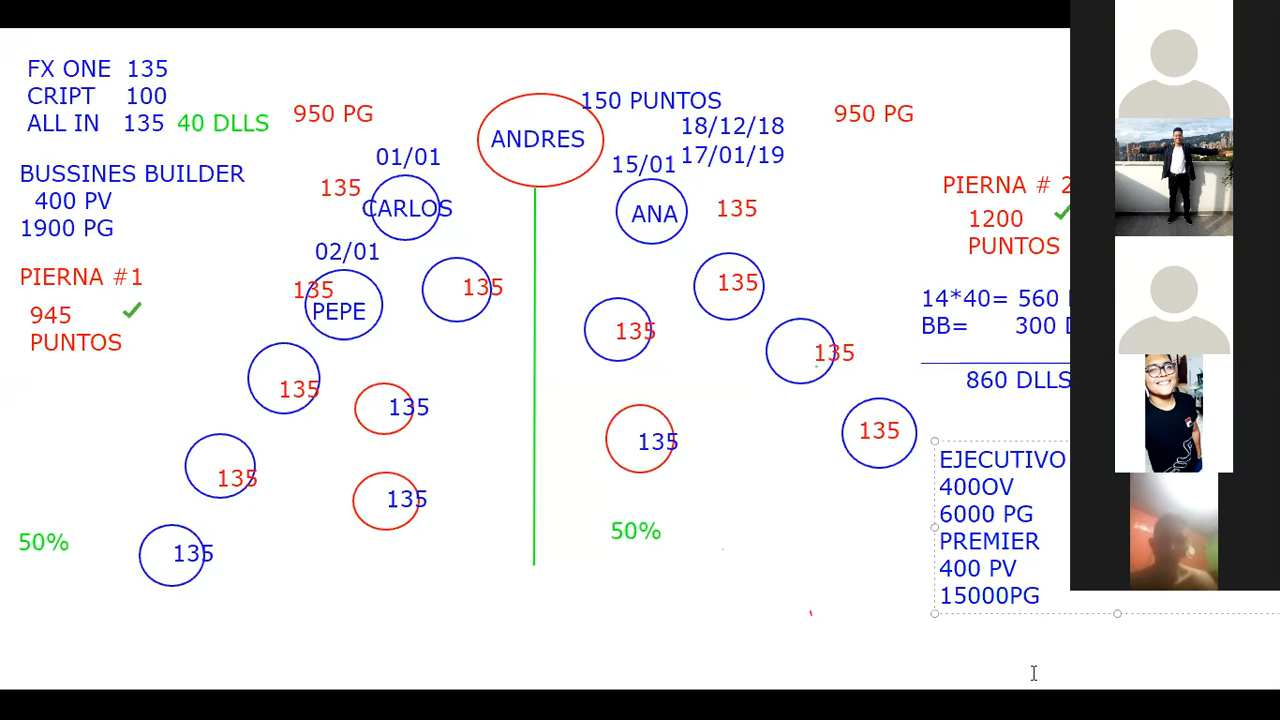 FX ONE 135
CRIPT 100
ALL IN 135 40 DLLS
950 PG
BUSSINES BUILDER
400 PV
1900 PG
PIERNA #1
945
PUNTOS
50%
ANDRES
150 PUNTOS
18/12/18
17/01/19
950 PG
01/01
135
CARLOS
02/01
135
PEPE
135
135
135
135
135
135
15/01
ANA
135
135
135
135
135
135
50%
PIERNA # 2
1200
PUNTOS
14*40= 560
BB= 300
860 DLLS
EJECUTIVO
400OV
6000 PG
PREMIER
400 PV
15000PG